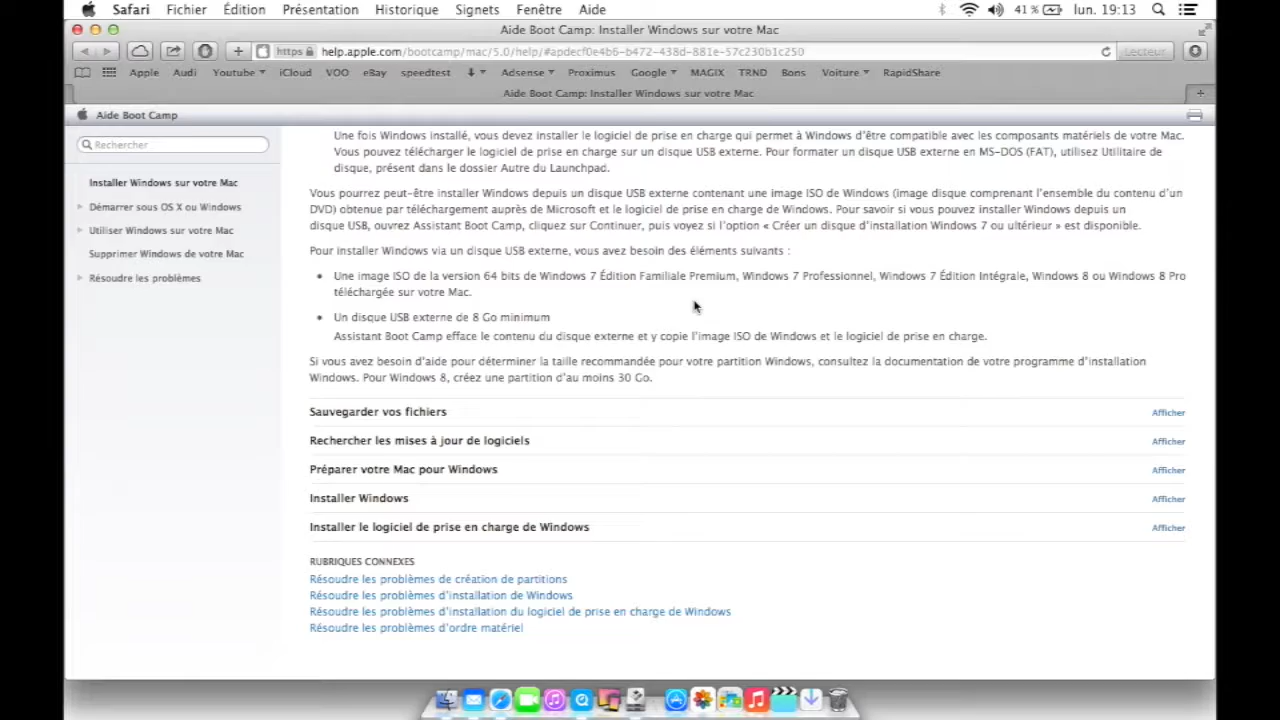 Safari Fichier Édition Présentation Historique Signets Fenêtre Aide 41 % lun. 19:13
Aide Boot Camp: Installer Windows sur votre Mac
https help.apple.com/bootcamp/mac/5.0/help/#apdecf0e4b6-b472-438d-881e-57c230b1c250 Lecteur
Apple Audi Youtube iCloud VOO eBay speedtest Adsense Proximus Google MAGIX TRND Bons Voiture RapidShare
Aide Boot Camp: Installer Windows sur votre Mac
Aide Boot Camp
Rechercher
Installer Windows sur votre Mac
Démarrer sous OS X ou Windows
Utiliser Windows sur votre Mac
Supprimer Windows de votre Mac
Résoudre les problèmes
Une fois Windows installé, vous devez installer le logiciel de prise en charge qui permet à Windows d'être compatible avec les composants matériels de votre Mac.
Vous pouvez télécharger le logiciel de prise en charge sur un disque USB externe. Pour formater un disque USB externe en MS-DOS (FAT), utilisez Utilitaire de
disque, présent dans le dossier Autre du Launchpad.
Vous pourrez peut-être installer Windows depuis un disque USB externe contenant une image ISO de Windows (image disque comprenant l'ensemble du contenu d'un
DVD) obtenue par téléchargement auprès de Microsoft et le logiciel de prise en charge de Windows. Pour savoir si vous pouvez installer Windows depuis un
disque USB, ouvrez Assistant Boot Camp, cliquez sur Continuer, puis voyez si l'option « Créer un disque d'installation Windows 7 ou ultérieur » est disponible.
Pour installer Windows via un disque USB externe, vous avez besoin des éléments suivants :
• Une image ISO de la version 64 bits de Windows 7 Édition Familiale Premium, Windows 7 Professionnel, Windows 7 Édition Intégrale, Windows 8 ou Windows 8 Pro
téléchargée sur votre Mac.
• Un disque USB externe de 8 Go minimum
Assistant Boot Camp efface le contenu du disque externe et y copie l'image ISO de Windows et le logiciel de prise en charge.
Si vous avez besoin d'aide pour déterminer la taille recommandée pour votre partition Windows, consultez la documentation de votre programme d'installation
Windows. Pour Windows 8, créez une partition d'au moins 30 Go.
Sauvegarder vos fichiers Afficher
Rechercher les mises à jour de logiciels Afficher
Préparer votre Mac pour Windows Afficher
Installer Windows Afficher
Installer le logiciel de prise en charge de Windows Afficher
RUBRIQUES CONNEXES
Résoudre les problèmes de création de partitions
Résoudre les problèmes d'installation de Windows
Résoudre les problèmes d'installation du logiciel de prise en charge de Windows
Résoudre les problèmes d'ordre matériel